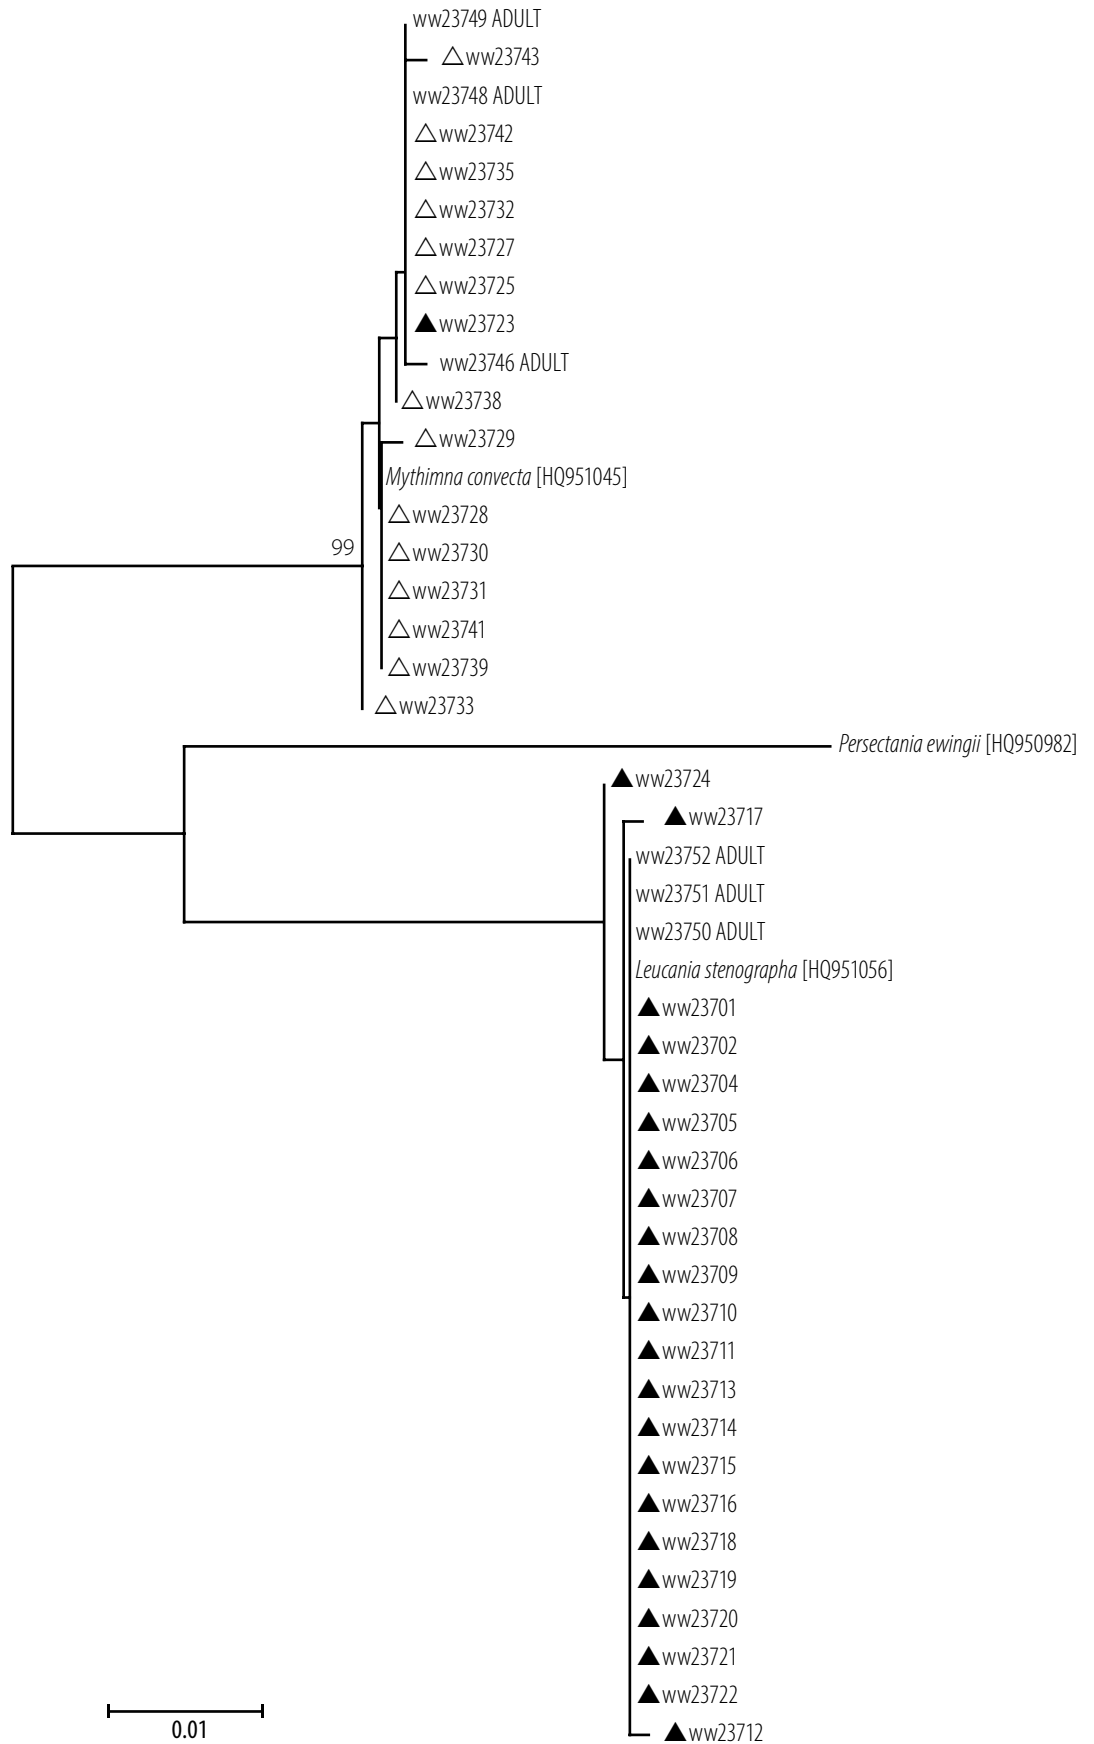 ww23749 ADULT
ww23743
ww23748 ADULT
ww23742
ww23735
ww23732
ww23727
ww23725
ww23723
ww23746 ADULT
ww23738
ww23729
Mythimna convecta [HQ951045]
ww23728
99
ww23730
ww23731
ww23741
ww23739
ww23733
Persectania ewingii [HQ950982]
ww23724
ww23717
ww23752 ADULT
ww23751 ADULT
ww23750 ADULT
Leucania stenographa [HQ951056]
ww23701
ww23702
ww23704
ww23705
ww23706
ww23707
ww23708
ww23709
ww23710
ww23711
ww23713
ww23714
ww23715
ww23716
ww23718
ww23719
ww23720
ww23721
ww23722
ww23712
0.01